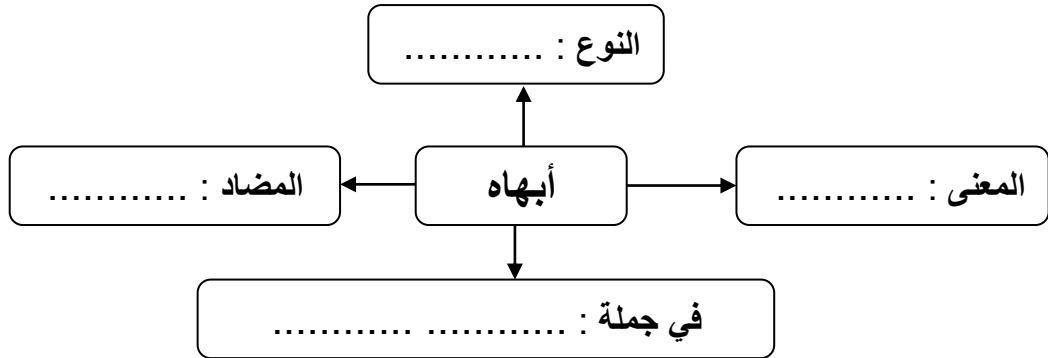 النوع : ............
المعنى : ............
أبهاه
المضاد : ............
في جملة : ............ ............